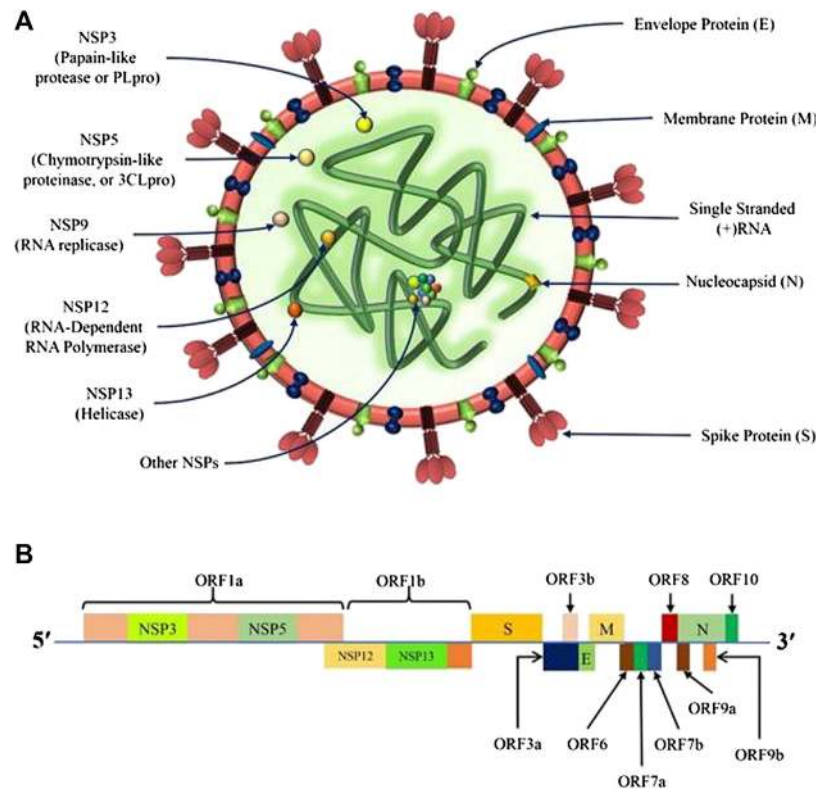 A
NSP3
(Papain-like
protease or PLpro)
NSP5
(Chymotrypsin-like
proteinase, or 3CLpro)
NSP9
(RNA replicase)
NSP12
(RNA-Dependent
RNA Polymerase)
NSP13
(Helicase)
Other NSPs
Envelope Protein (E)
Membrane Protein (M)
Single Stranded
(+)RNA
Nucleocapsid (N)
Spike Protein (S)
B
ORF1a
ORF1b
ORF3b
ORF8
ORF10
5′
NSP3
NSP5
S
M
N
3′
NSP12
NSP13
E
ORF9a
ORF3a
ORF6
ORF7b
ORF9b
ORF7a